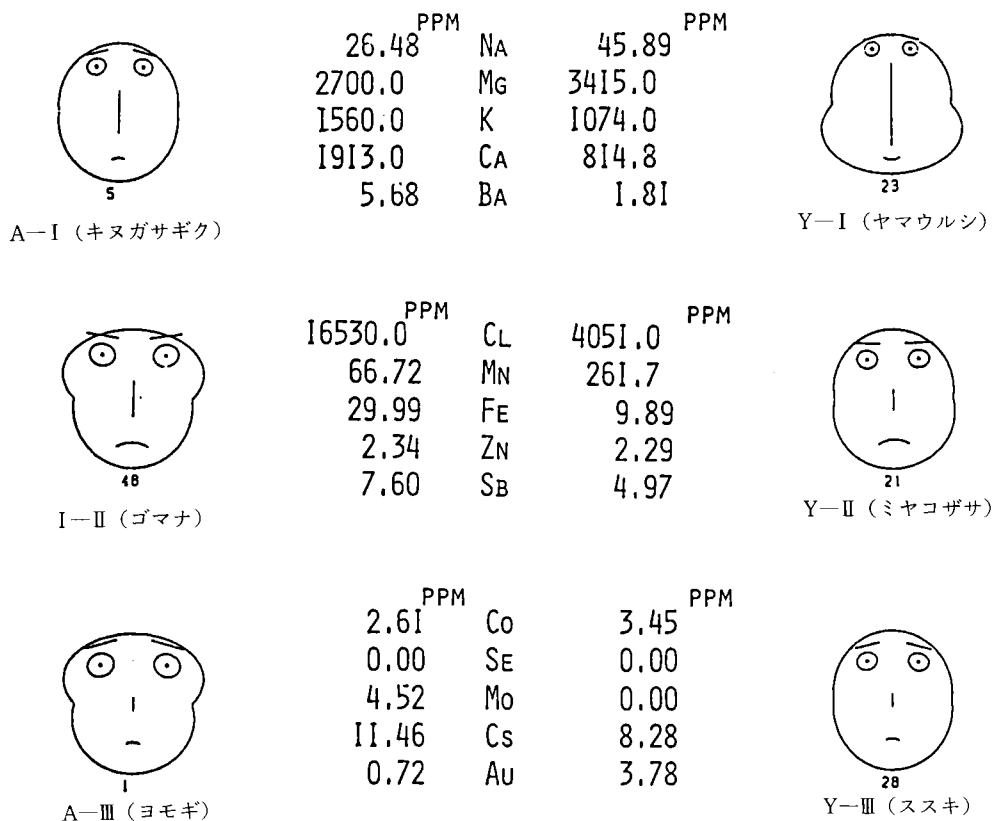 PPM PPM
26.48 NA 45.89
2700.0 MG 3415.0
1560.0 K 1074.0
1913.0 CA 814.8
5.68 BA 1.81
5 23
A—I（キヌガサギク） Y—I（ヤマウルシ）
PPM PPM
16530.0 CL 4051.0
66.72 MN 261.7
29.99 FE 9.89
2.34 ZN 2.29
7.60 SB 4.97
48 21
I—Ⅱ（ゴマナ） Y—Ⅱ（ミヤコザサ）
PPM PPM
2.61 Co 3.45
0.00 SE 0.00
4.52 Mo 0.00
11.46 Cs 8.28
0.72 Au 3.78
1 28
A—Ⅲ（ヨモギ） Y—Ⅲ（ススキ）